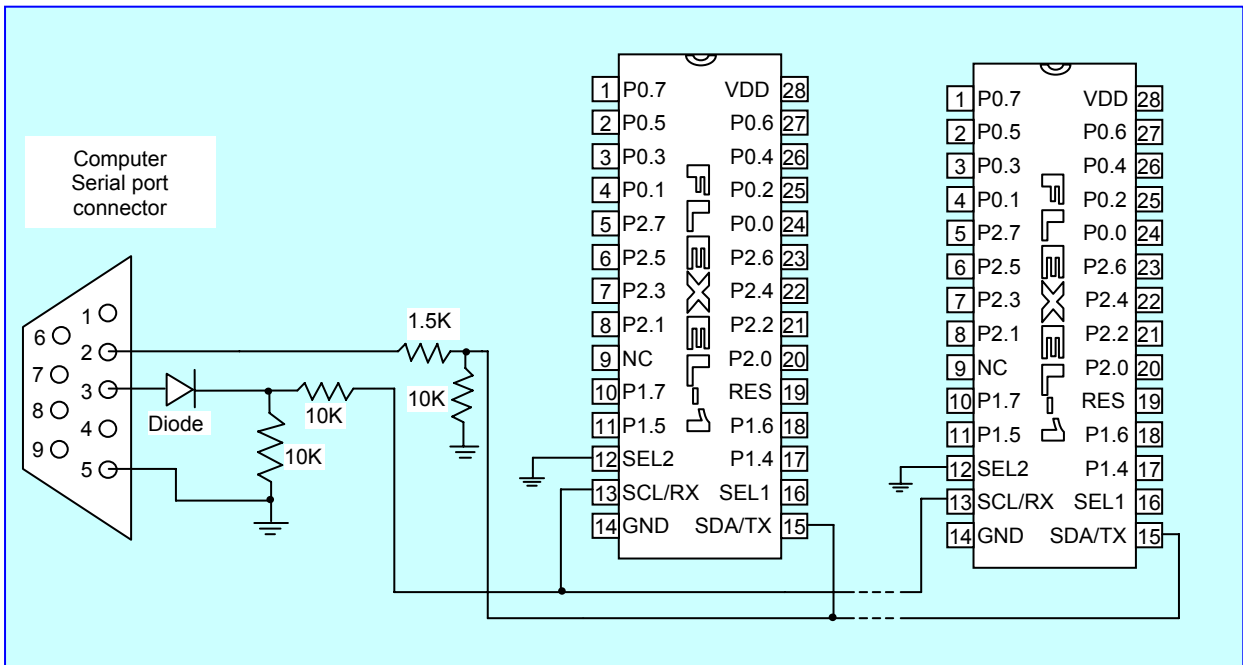 Computer
Serial port
connector
1
6
2
7
3
8
4
9
5
Diode
1.5K
10K
10K
10K
1 P0.7 VDD 28
2 P0.5 P0.6 27
3 P0.3 P0.4 26
4 P0.1 P0.2 25
5 P2.7 P0.0 24
6 P2.5 P2.6 23
7 P2.3 P2.4 22
8 P2.1 P2.2 21
9 NC P2.0 20
10 P1.7 RES 19
11 P1.5 P1.6 18
12 SEL2 P1.4 17
13 SCL/RX SEL1 16
14 GND SDA/TX 15
FLEXEL-1
1 P0.7 VDD 28
2 P0.5 P0.6 27
3 P0.3 P0.4 26
4 P0.1 P0.2 25
5 P2.7 P0.0 24
6 P2.5 P2.6 23
7 P2.3 P2.4 22
8 P2.1 P2.2 21
9 NC P2.0 20
10 P1.7 RES 19
11 P1.5 P1.6 18
12 SEL2 P1.4 17
13 SCL/RX SEL1 16
14 GND SDA/TX 15
FLEXEL-1